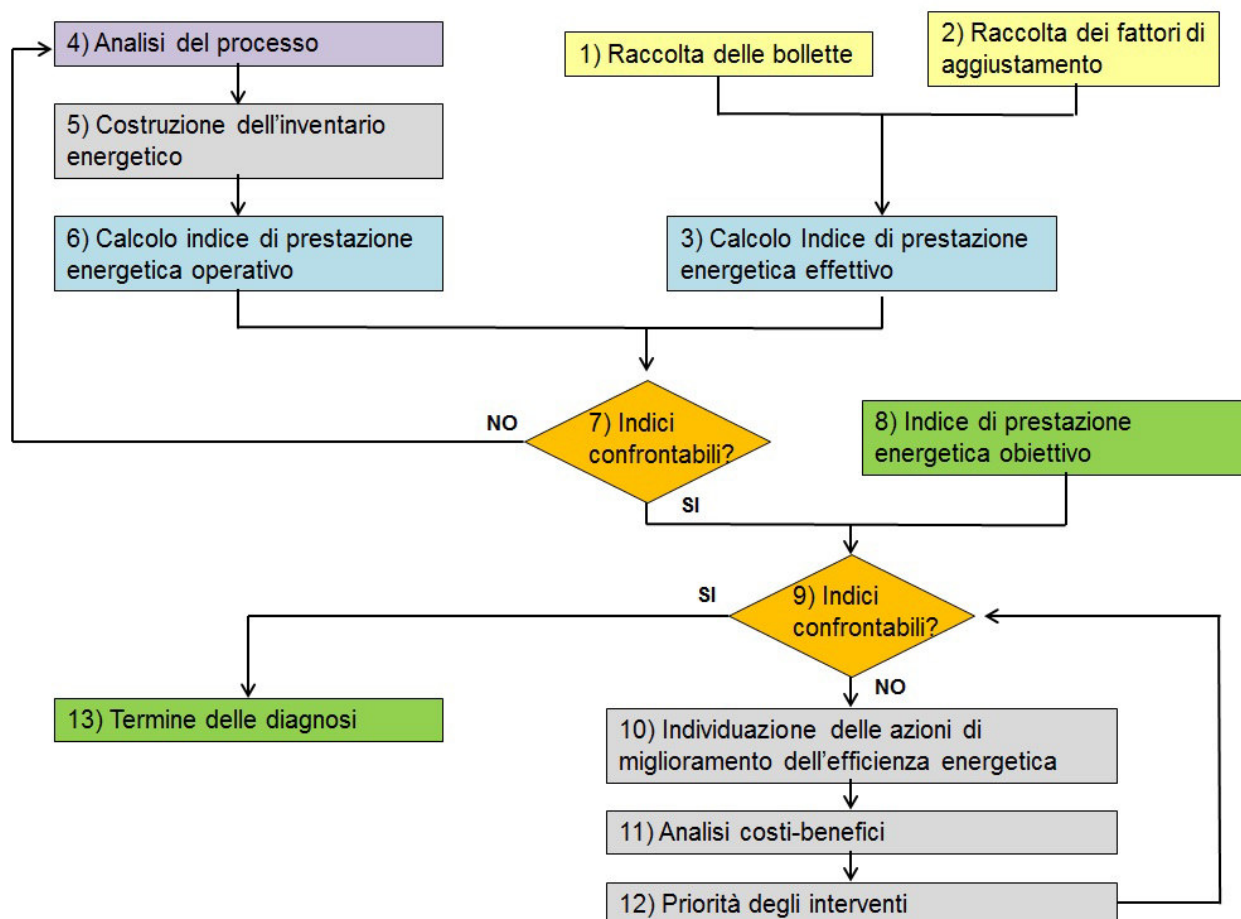 4) Analisi del processo
1) Raccolta delle bollette
2) Raccolta dei fattori di
aggiustamento
5) Costruzione dell'inventario
energetico
6) Calcolo indice di prestazione
energetica operativo
3) Calcolo Indice di prestazione
energetica effettivo
NO
7) Indici
confrontabili?
8) Indice di prestazione
energetica obiettivo
SI
SI
9) Indici
confrontabili?
NO
13) Termine delle diagnosi
10) Individuazione delle azioni di
miglioramento dell'efficienza energetica
11) Analisi costi-benefici
12) Priorità degli interventi